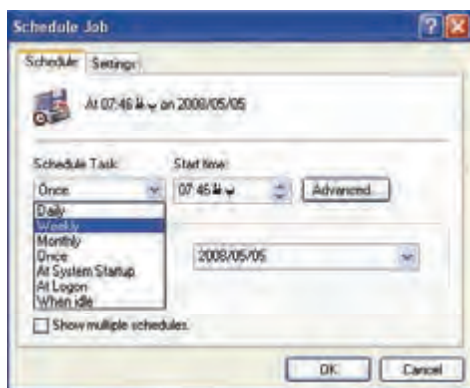 Schedule Job
Schedule Settings
At 07:46 ب.ظ on 2008/05/05
Schedule Task: Start time:
Once 07:46 ب.ظ Advanced...
Daily
Weekly
Monthly
Once 2008/05/05
At System Startup
At Logon
When idle
Show multiple schedules.
OK Cancel